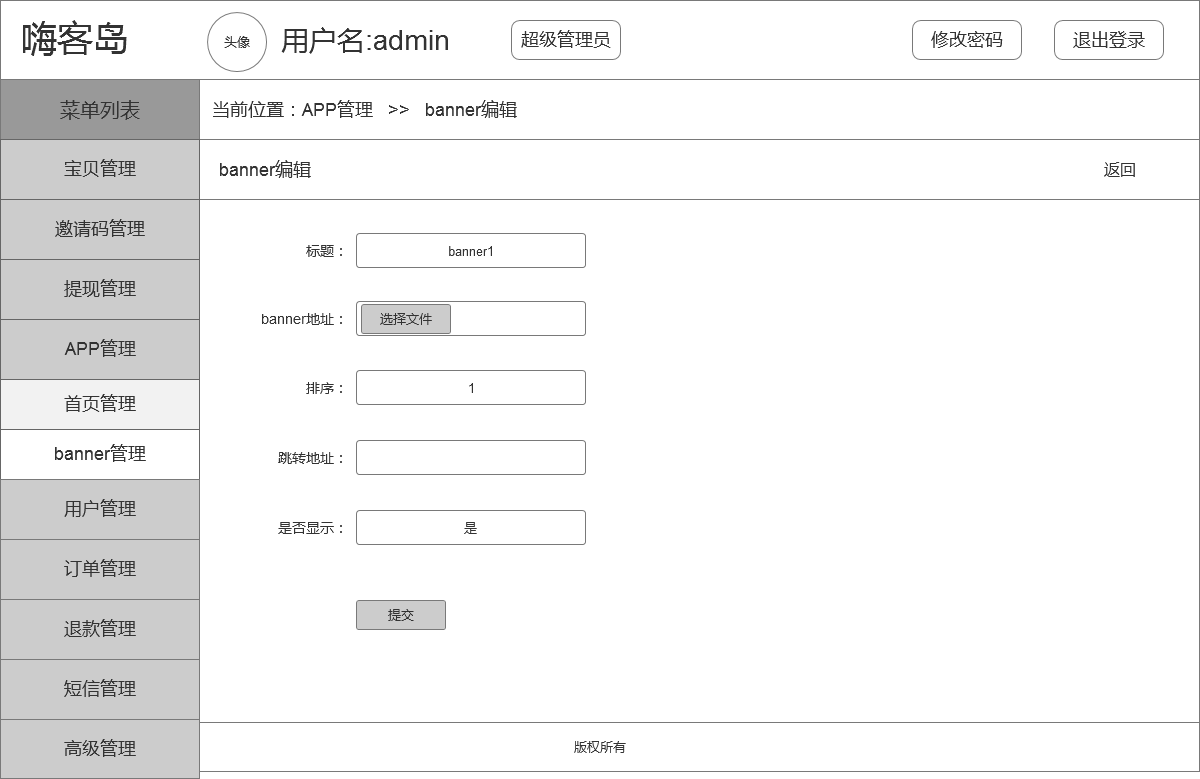 嗨客岛 头像 用户名:admin 超级管理员 修改密码 退出登录
菜单列表
宝贝管理
邀请码管理
提现管理
APP管理
首页管理
banner管理
用户管理
订单管理
退款管理
短信管理
高级管理
当前位置：APP管理 >> banner编辑
banner编辑 返回
标题： banner1
banner地址： 选择文件
排序： 1
跳转地址：
是否显示： 是
提交
版权所有